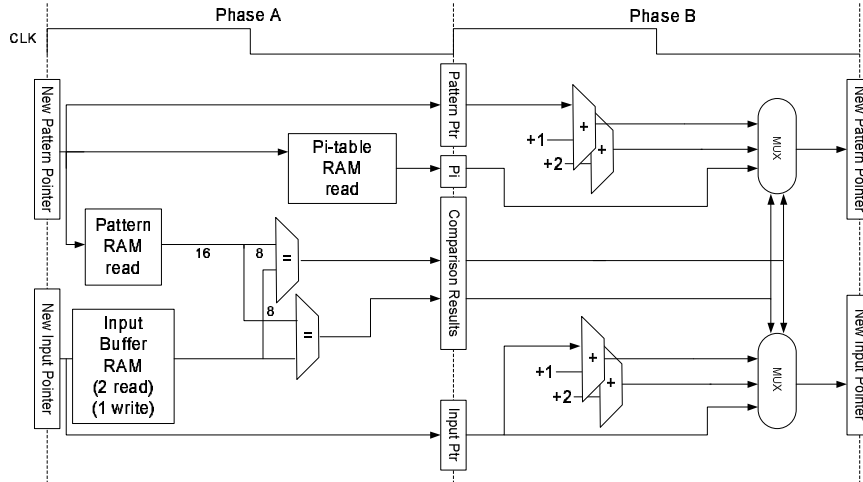 Phase A
Phase B
CLK
New Pattern Pointer
Pattern Ptr
New Pattern Pointer
+
+
+1
+2
MUX
Pi-table
RAM
read
Pi
Pattern
RAM
read
16
8
=
8
=
Comparison Results
New Input Pointer
Input
Buffer
RAM
(2 read)
(1 write)
+
+
+1
+2
MUX
New Input Pointer
Input Ptr